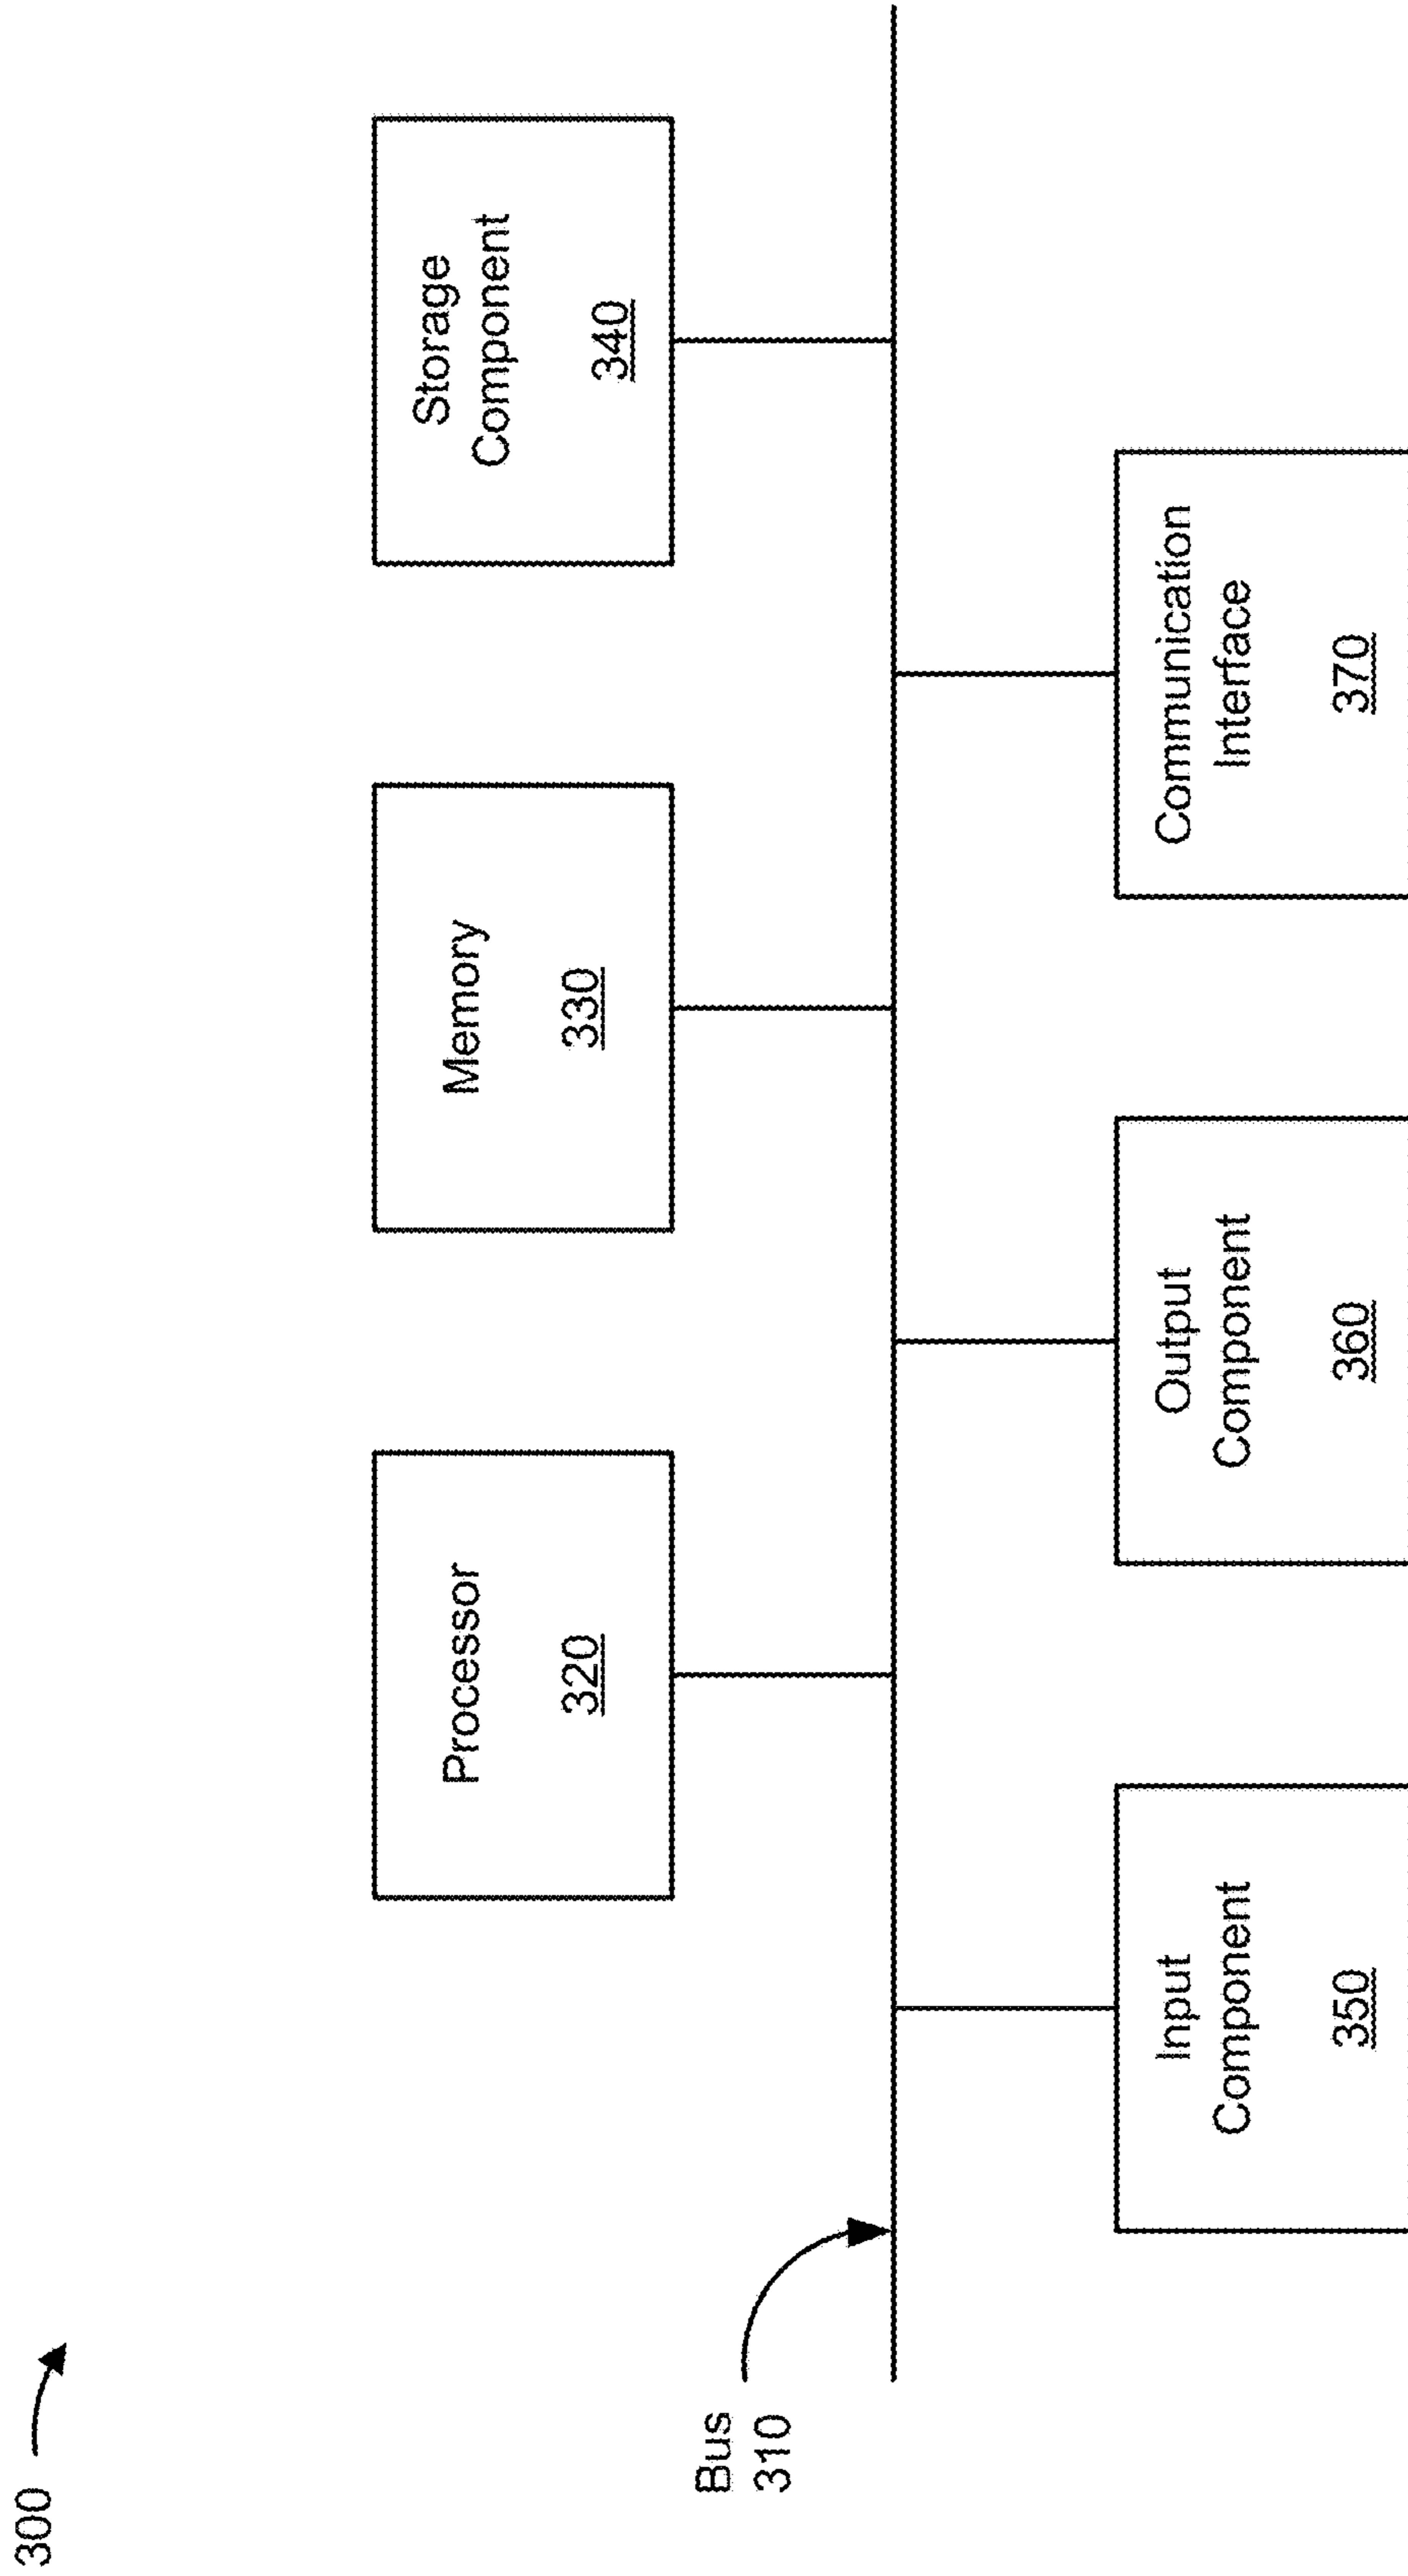 300
Processor
320
Memory
330
Storage
Component
340
Bus
310
Input
Component
350
Output
Component
360
Communication
Interface
370